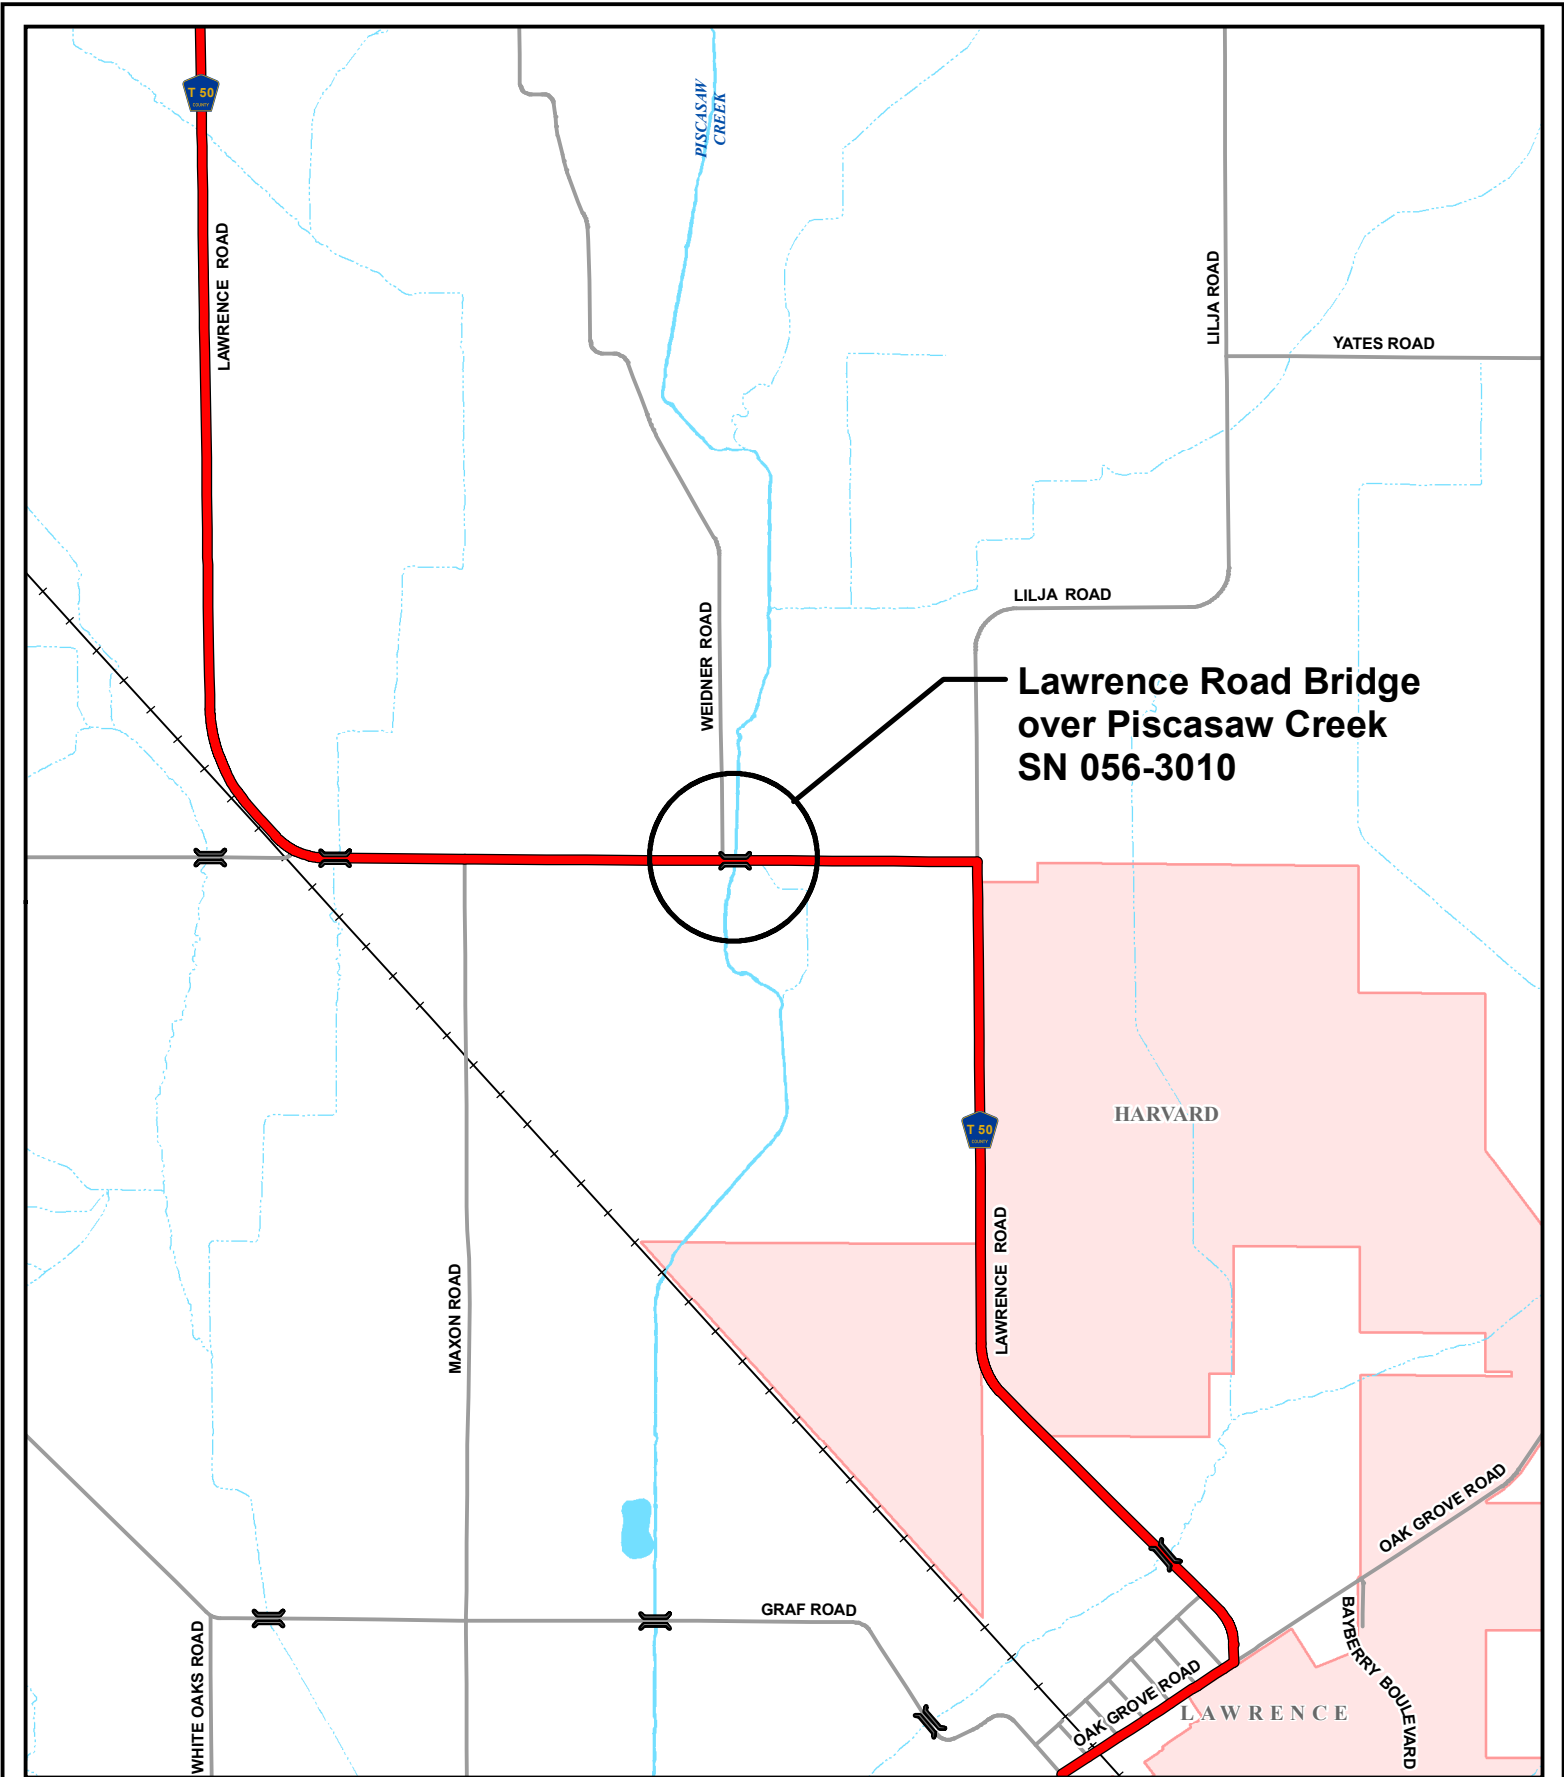 T 50
COUNTY
PISCASAW
CREEK
LAWRENCE ROAD
LILJA ROAD
YATES ROAD
LILJA ROAD
WEIDNER ROAD
Lawrence Road Bridge
over Piscasaw Creek
SN 056-3010
HARVARD
T 50
COUNTY
LAWRENCE ROAD
MAXON ROAD
OAK GROVE ROAD
GRAF ROAD
BAYBERRY BOULEVARD
WHITE OAKS ROAD
OAK GROVE ROAD
LAWRENCE